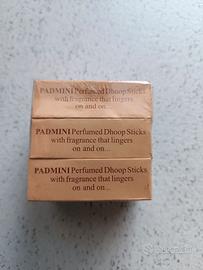 PADMINI Perfumed Dhoop Sticks
with fragrance that lingers
on and on...
PADMINI Perfumed Dhoop Sticks
with fragrance that lingers
on and on...
PADMINI Perfumed Dhoop Sticks
with fragrance that lingers
on and on...